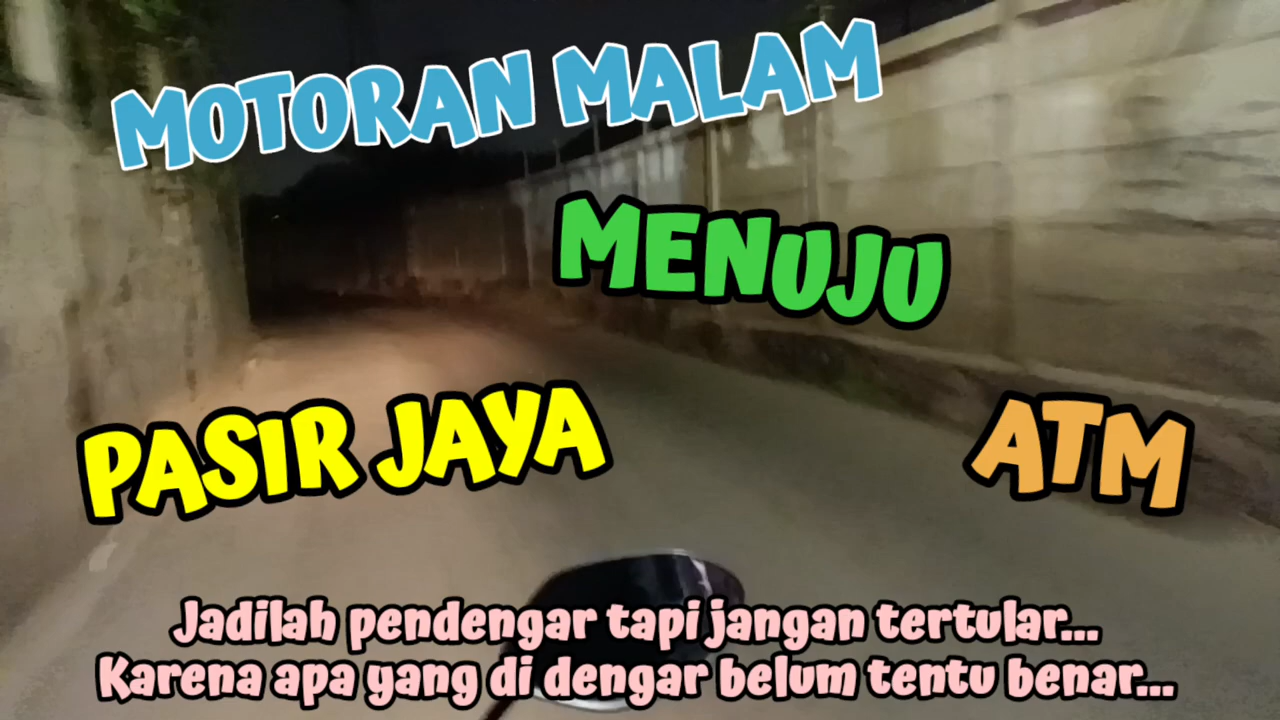 MOTORAN MALAM
MENUJU
PASIR JAYA
ATM
Jadilah pendengar tapi jangan tertular...
Karena apa yang di dengar belum tentu benar...